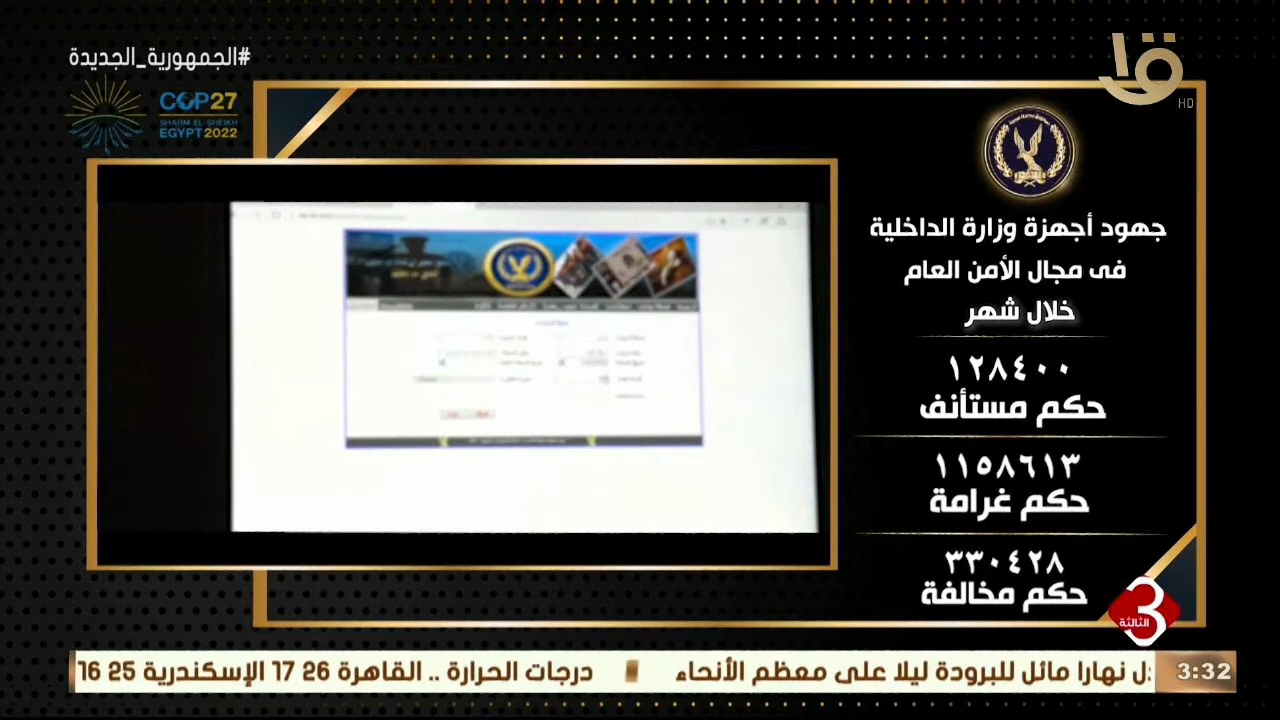 #الجمهورية_الجديدة
COP27
SHARM EL-SHEIKH
EGYPT 2022
HD
جهود أجهزة وزارة الداخلية
فى مجال الأمن العام
خلال شهر
١٢٨٤٠٠
حكم مستأنف
١١٥٨٦١٣
حكم غرامة
٣٣٠٤٢٨
حكم مخالفة
3
الثالثة
نهارا مائل للبرودة ليلا على معظم الأنحاء درجات الحرارة .. القاهرة 26 17 الإسكندرية 25 16
3:32